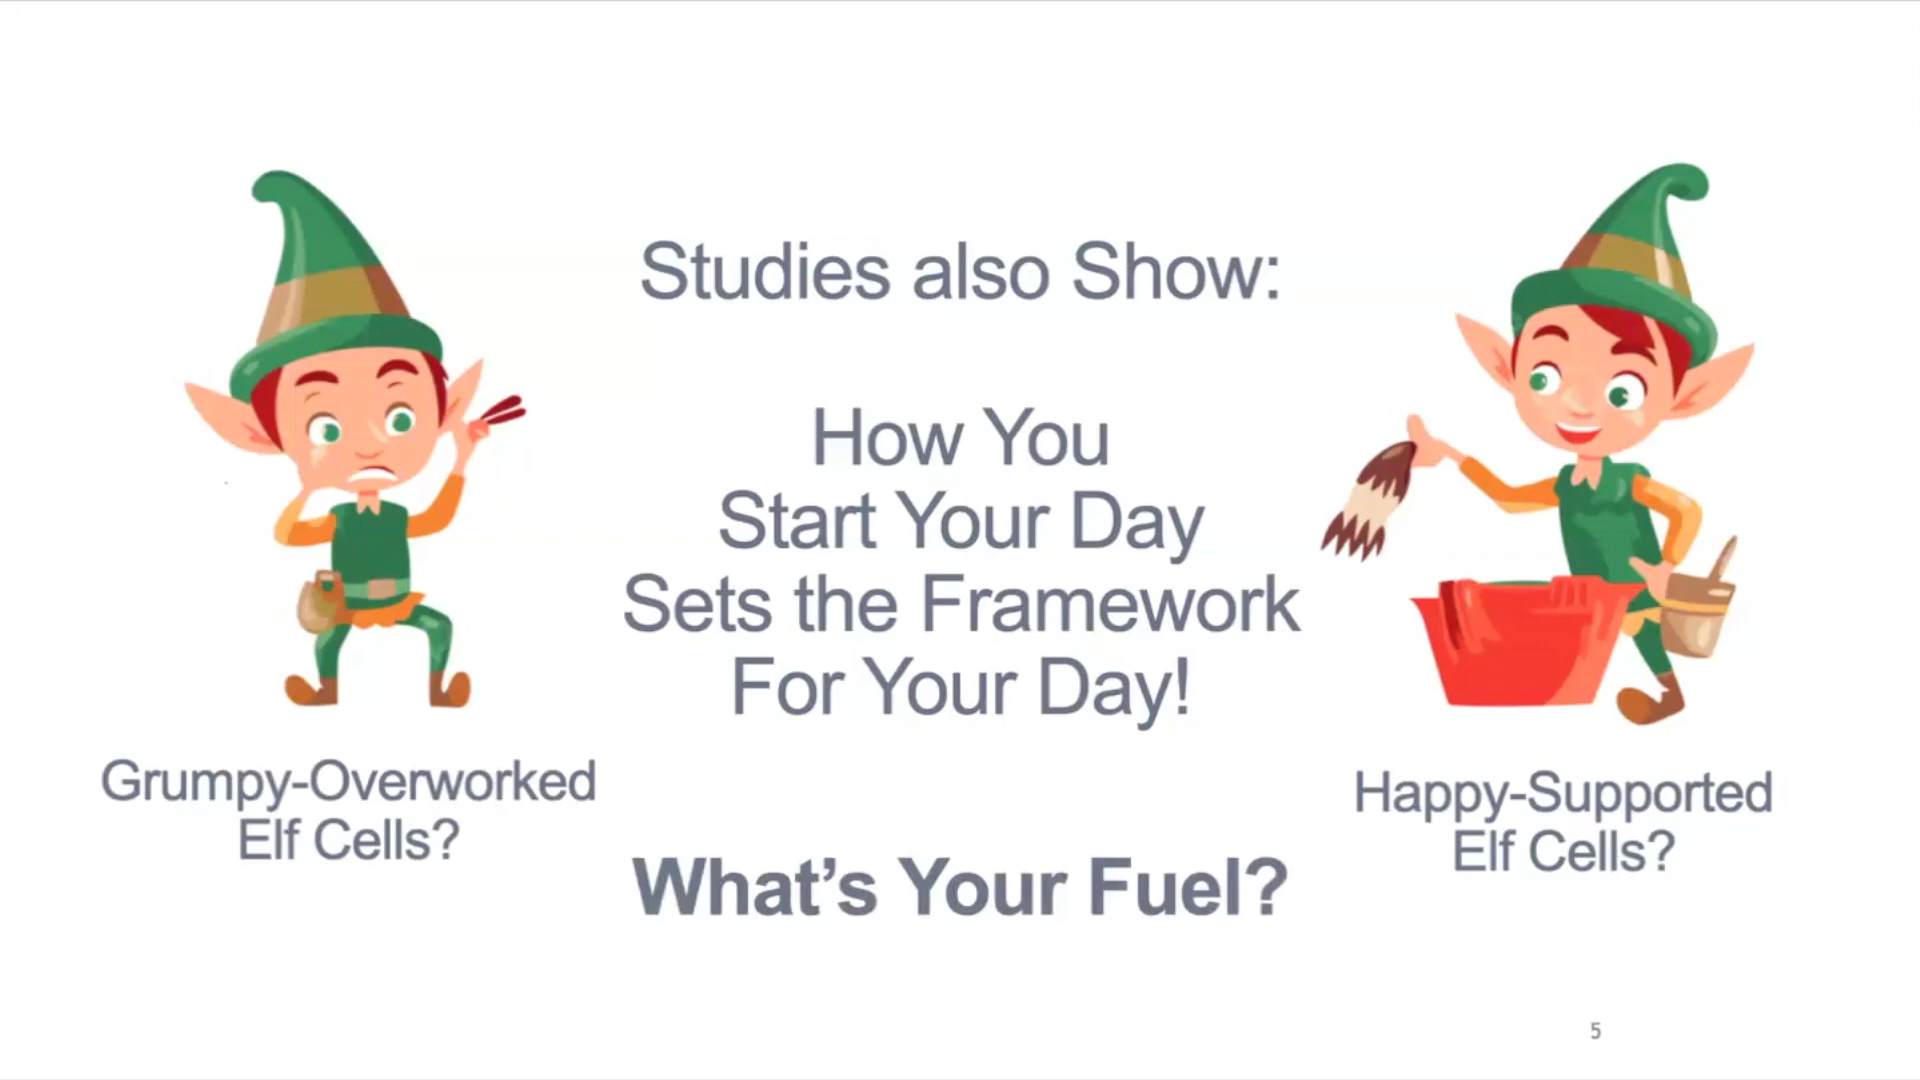 Studies also Show:
How You
Start Your Day
Sets the Framework
For Your Day!
Grumpy-Overworked
Elf Cells?
Happy-Supported
Elf Cells?
What’s Your Fuel?
5